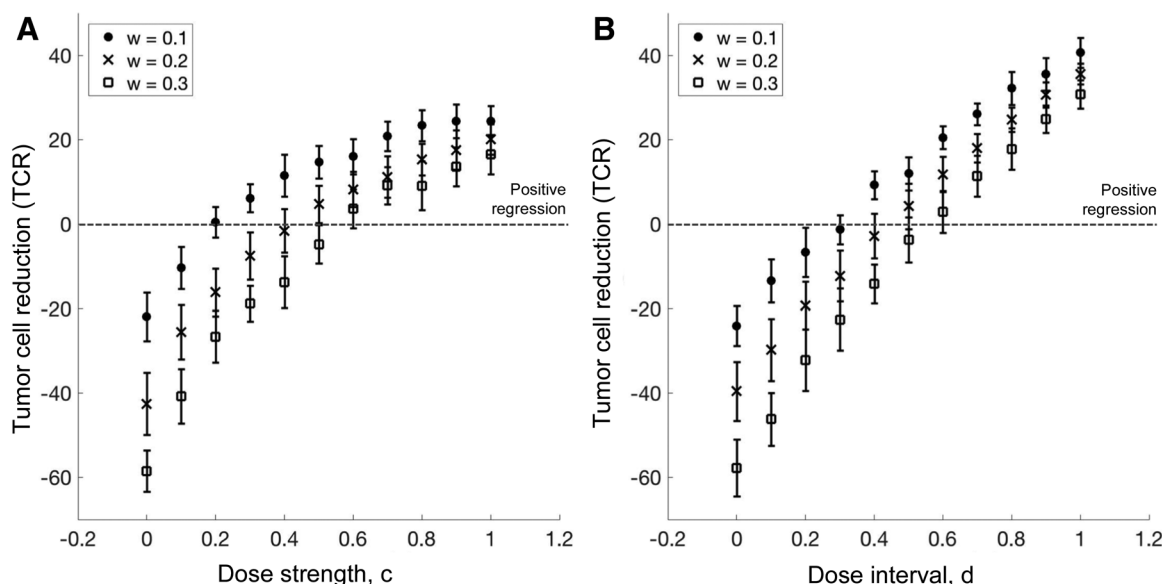 A
w = 0.1
w = 0.2
w = 0.3
Tumor cell reduction (TCR)
40
20
0
-20
-40
-60
Positive
regression
-0.2 0 0.2 0.4 0.6 0.8 1 1.2
Dose strength, c
B
w = 0.1
w = 0.2
w = 0.3
Tumor cell reduction (TCR)
40
20
0
-20
-40
-60
Positive
regression
-0.2 0 0.2 0.4 0.6 0.8 1 1.2
Dose interval, d